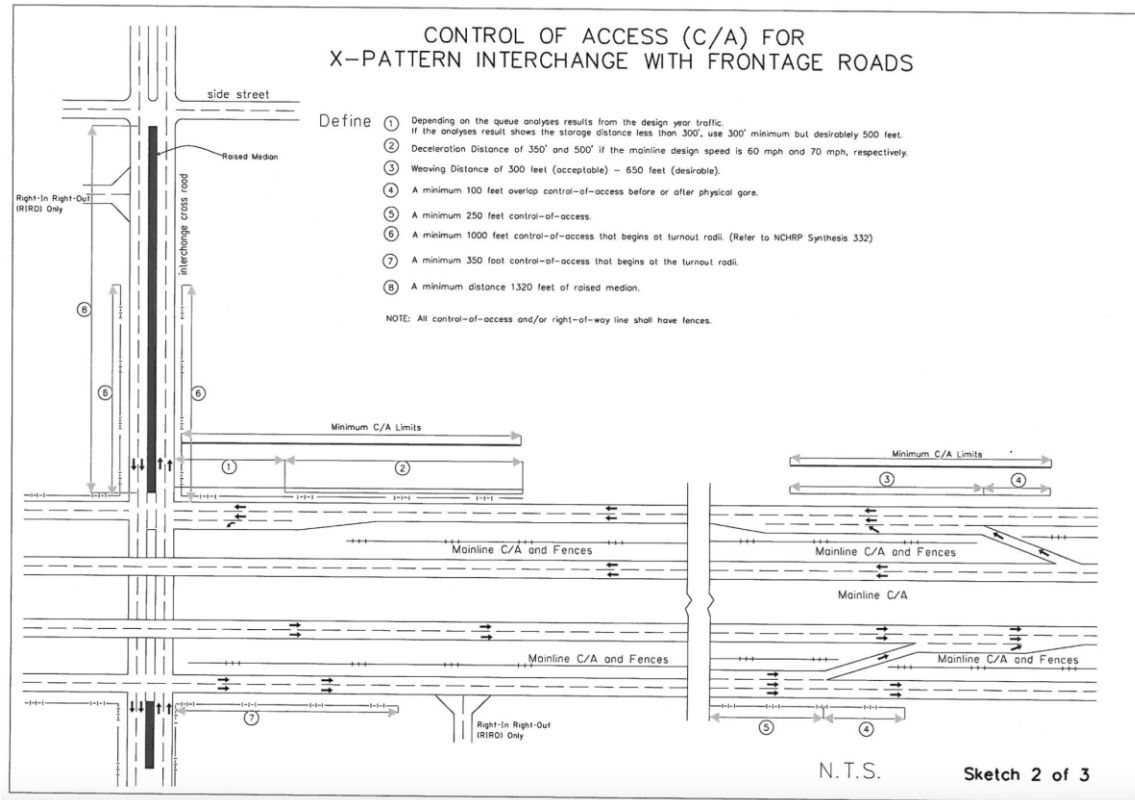 CONTROL OF ACCESS (C/A) FOR
X-PATTERN INTERCHANGE WITH FRONTAGE ROADS
side street
Define
① Depending on the queue analyses results from the design year traffic.
If the analyses result shows the storage distance less than 300', use 300' minimum but desirablely 500 feet.
② Deceleration Distance of 350' and 500' if the mainline design speed is 60 mph and 70 mph, respectively.
③ Weaving Distance of 300 feet (acceptable) - 650 feet (desirable).
④ A minimum 100 feet overlap control-of-access before or after physical gore.
⑤ A minimum 250 feet control-of-access.
⑥ A minimum 1000 feet control-of-access that begins at turnout radii. (Refer to NCHRP Synthesis 332)
⑦ A minimum 350 foot control-of-access that begins at the turnout radii.
⑧ A minimum distance 1320 feet of raised median.
NOTE: All control-of-access and/or right-of-way line shall have fences.
Raised Median
Right-In Right-Out
(RIRO) Only
interchange cross road
⑧
⑥
⑥
Minimum C/A Limits
①
②
Minimum C/A Limits
③
④
Mainline C/A and Fences
Mainline C/A and Fences
Mainline C/A
Mainline C/A and Fences
Mainline C/A and Fences
⑦
Right-In Right-Out
(RIRO) Only
⑤
④
N.T.S.
Sketch 2 of 3